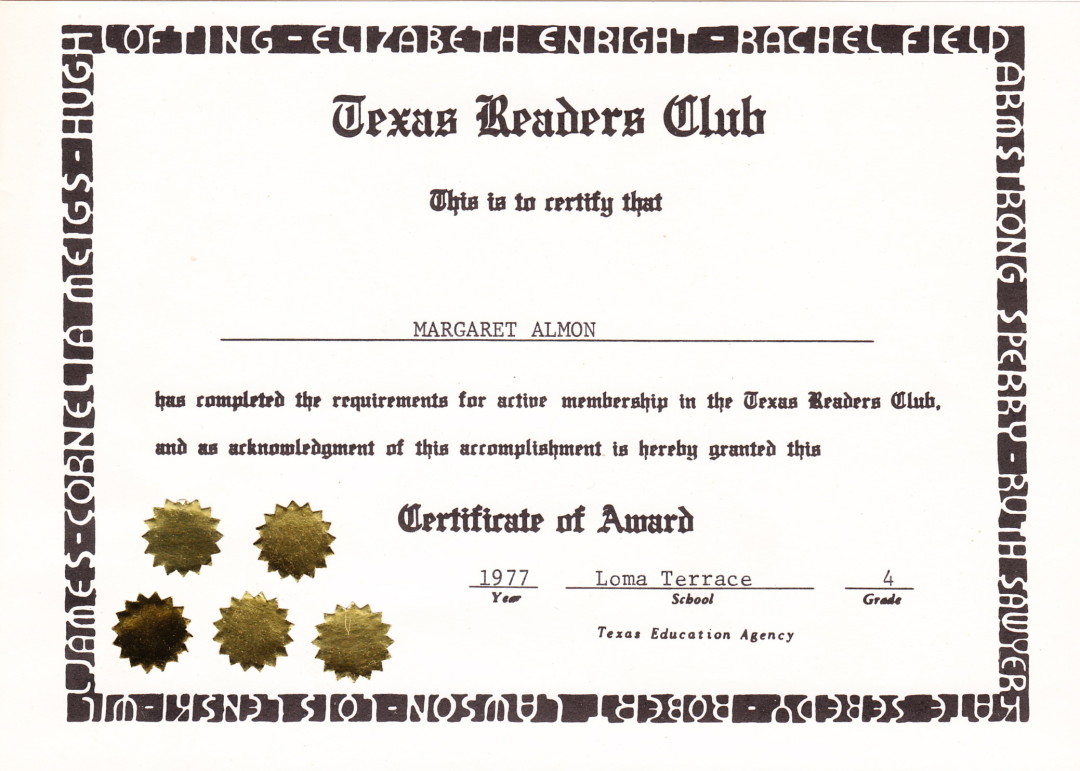 LOFTING - ELIZABETH ENRIGHT - RACHEL FIELD
ARMSTRONG SPERRY - RUTH SAWYER
KATE SEREDY - ROBERT LAWSON - LOIS LENSKI - WILL
JAMES - CORNELIA MEIGS - HUGH
Texas Readers Club
This is to certify that
MARGARET ALMON
has completed the requirements for active membership in the Texas Readers Club,
and as acknowledgment of this accomplishment is hereby granted this
Certificate of Award
1977 Loma Terrace 4
Year School Grade
Texas Education Agency